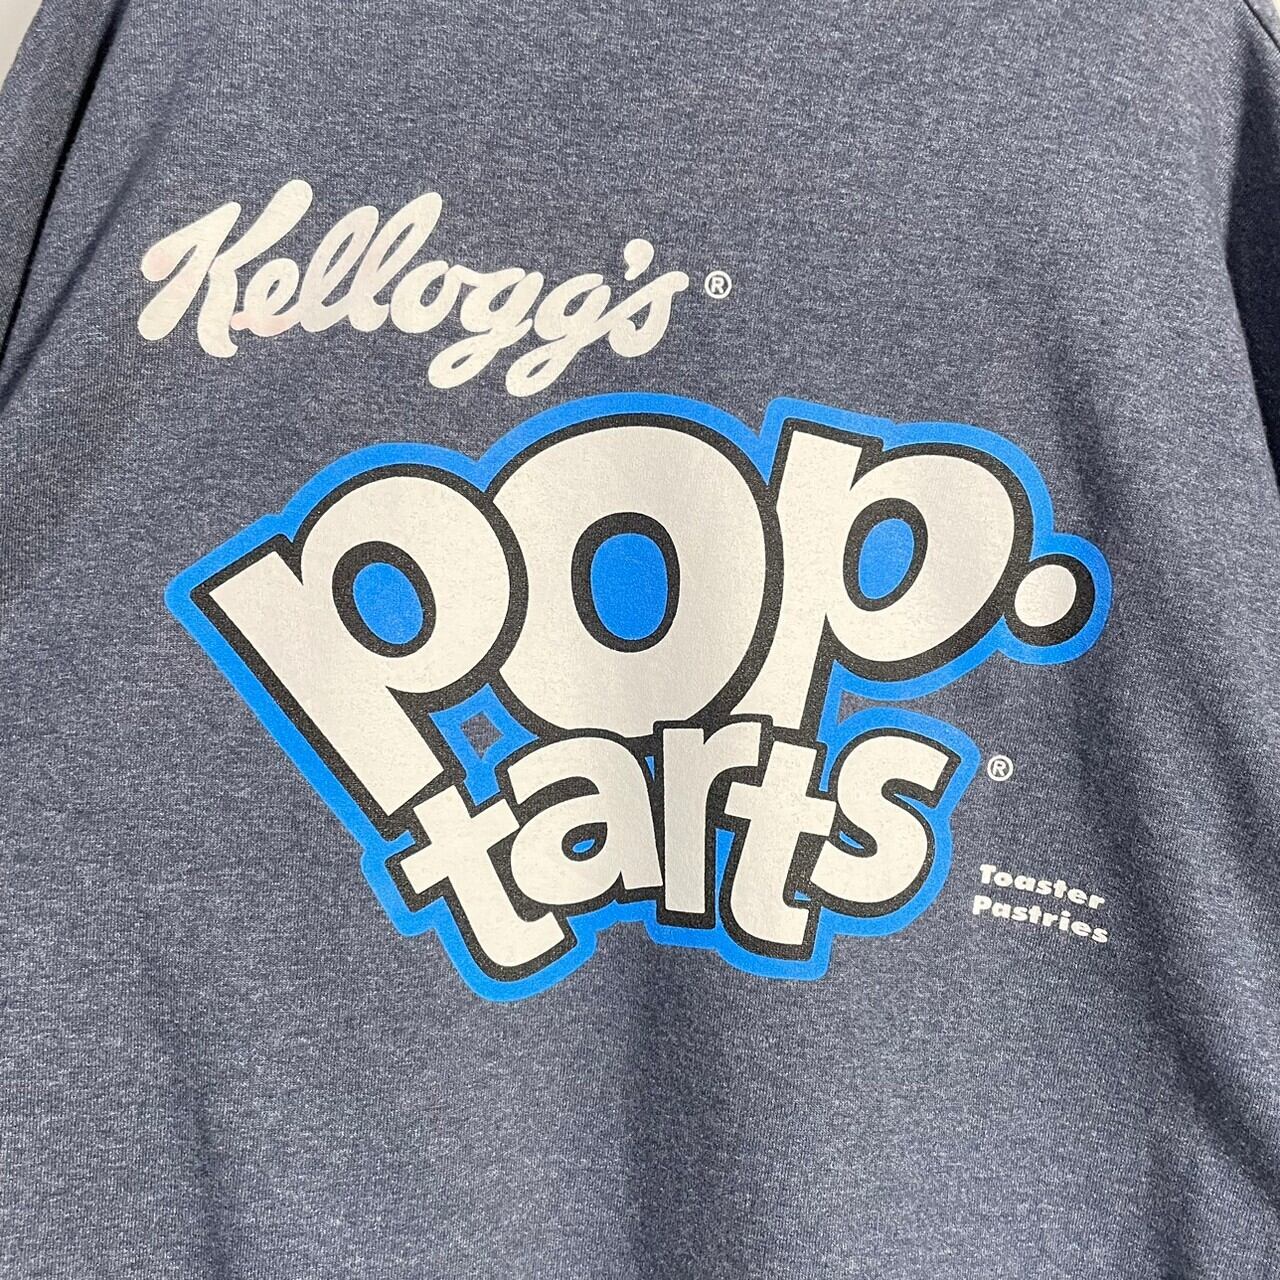 Kellogg's®
pop.
tarts®
Toaster
Pastries